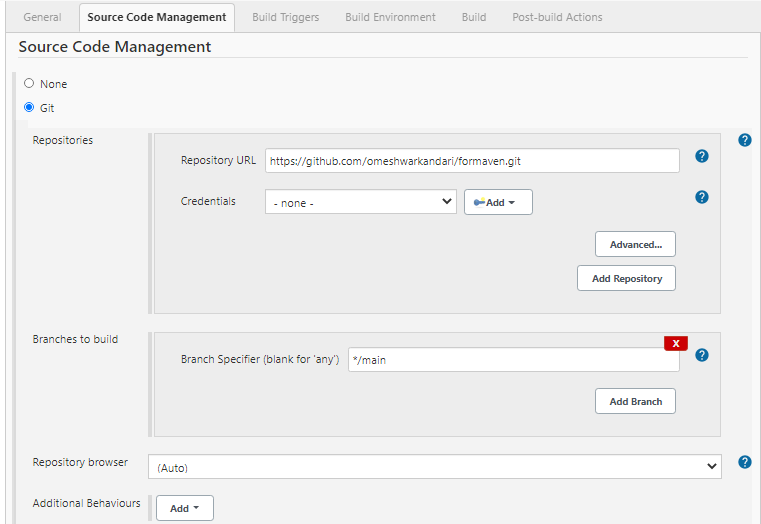 General Source Code Management Build Triggers Build Environment Build Post-build Actions
Source Code Management
None
Git
Repositories
?
Repository URL https://github.com/omeshwarkandari/formaven.git ?
Credentials - none - Add ?
Advanced...
Add Repository
Branches to build
X
Branch Specifier (blank for 'any') */main ?
Add Branch
Repository browser (Auto) ?
Additional Behaviours Add